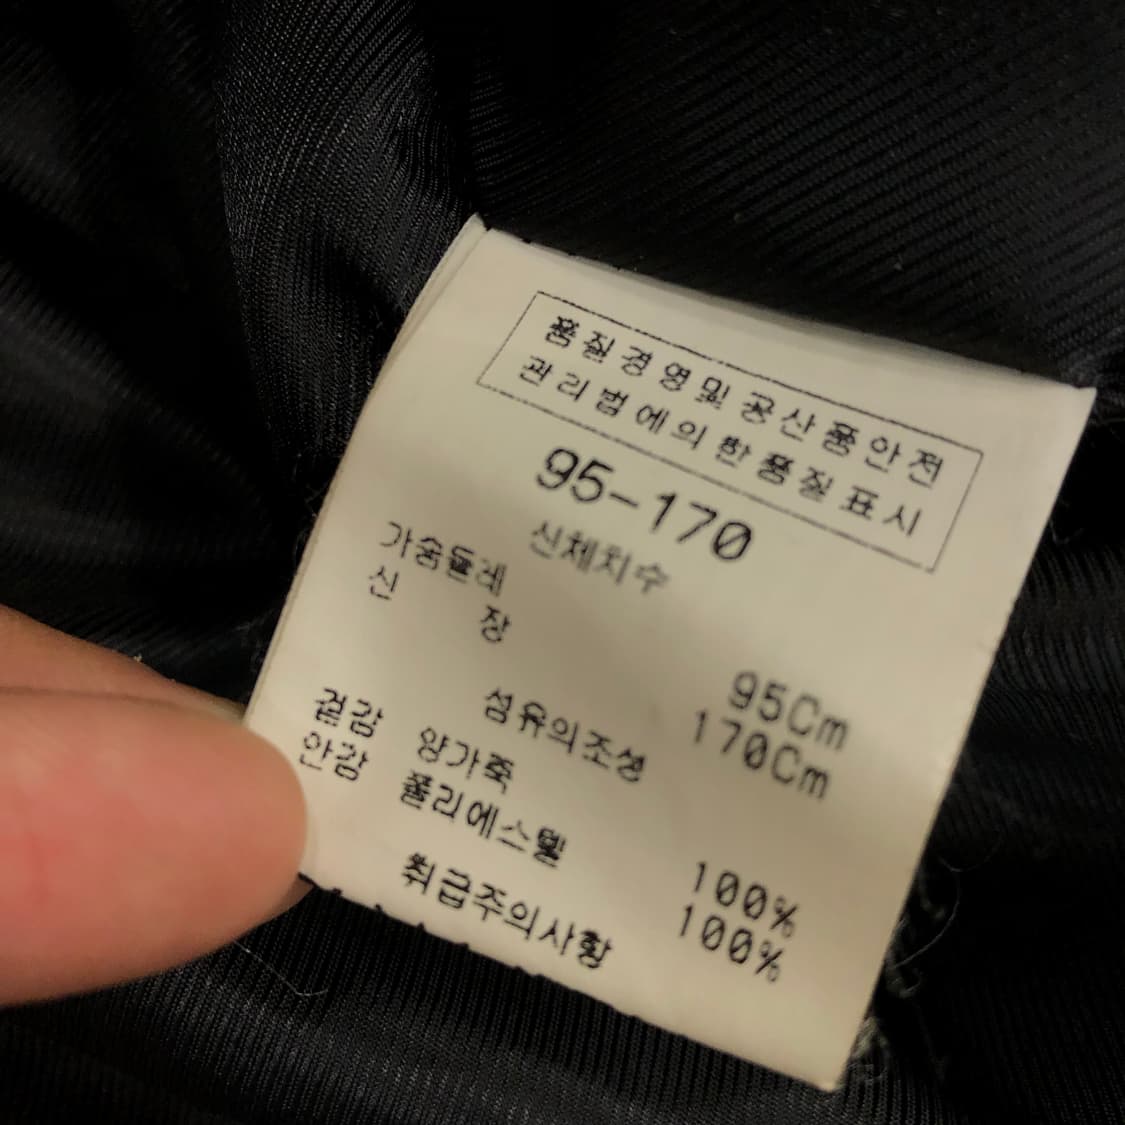 품질경영및공산품안전
관리법에의한품질표시
95-170
신체치수
가슴둘레 95Cm
신 장 170Cm
섬유의조성
겉감 양가죽 100%
안감 폴리에스텔 100%
취급주의사항